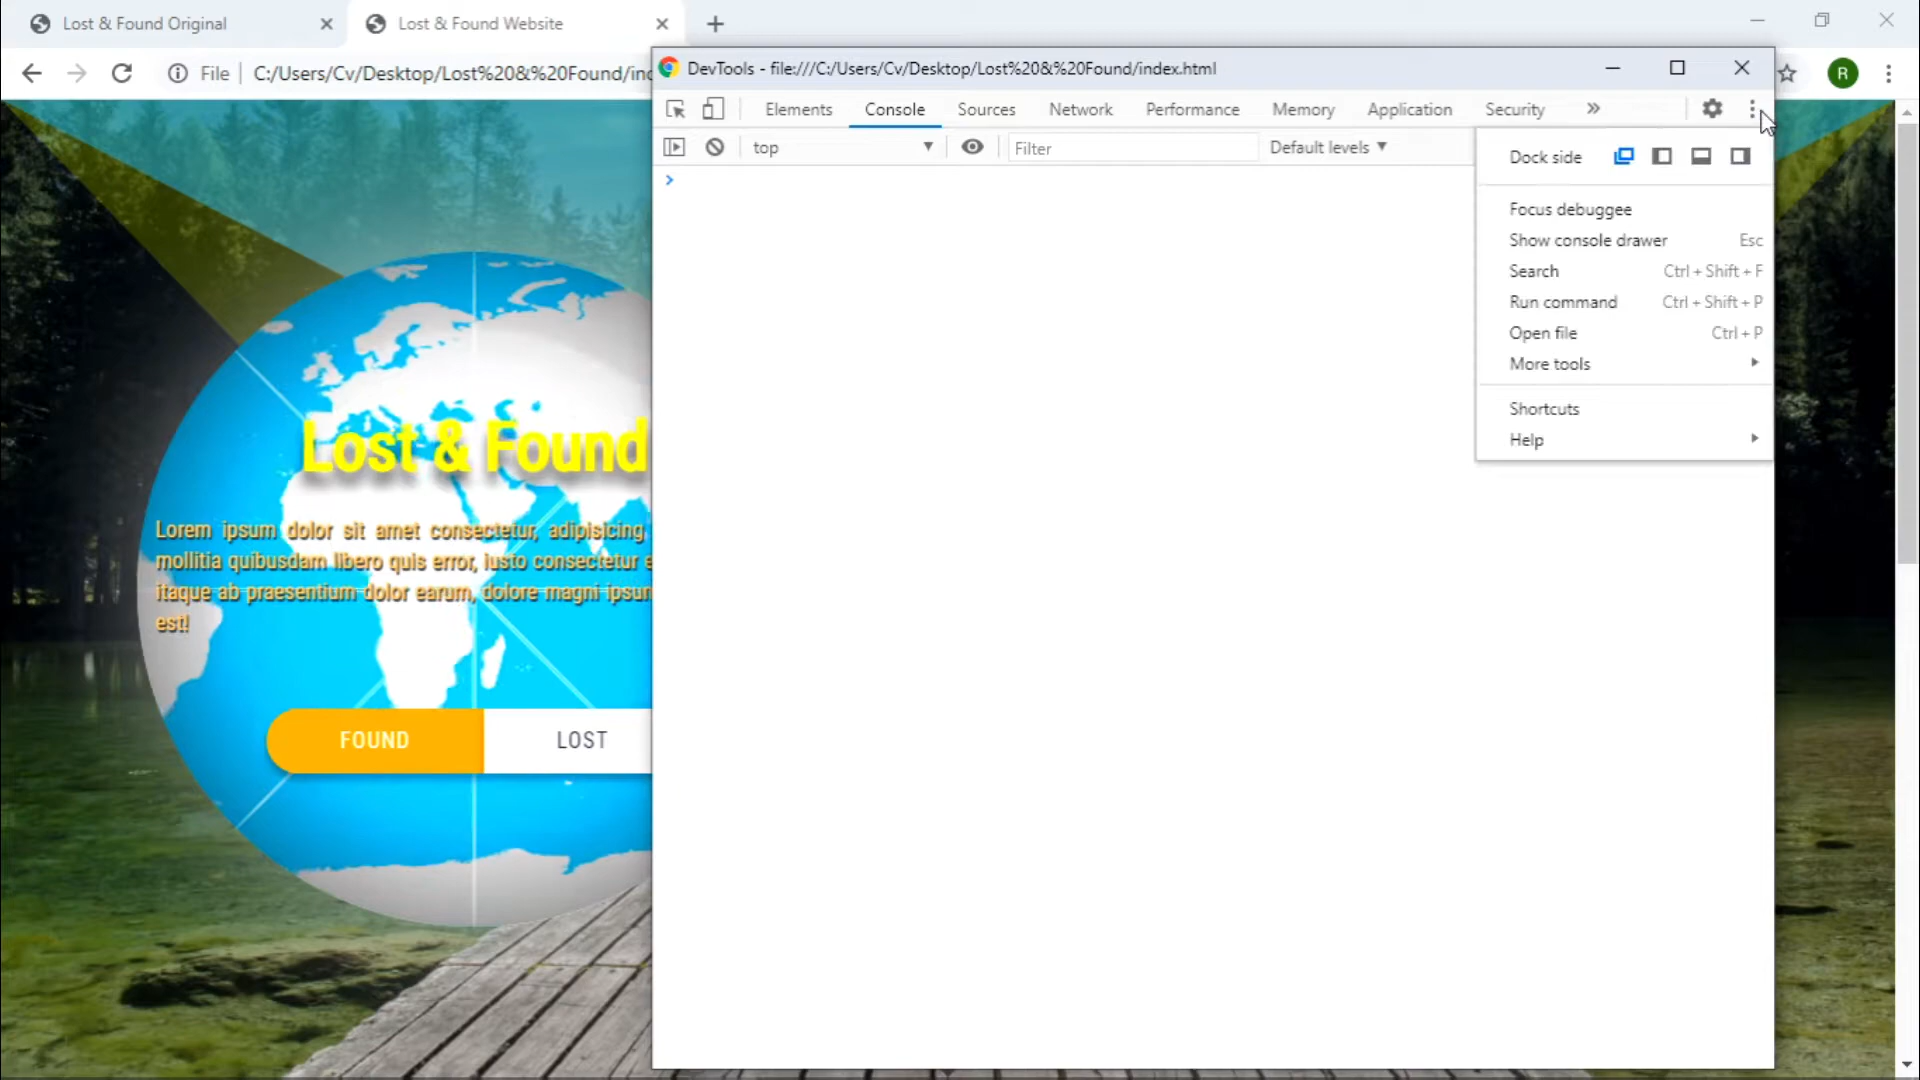 Lost & Found Original
Lost & Found Website
File
C:/Users/Cv/Desktop/Lost%20&%20Found/in
R
DevTools - file:///C:/Users/Cv/Desktop/Lost%20&%20Found/index.html
Elements Console Sources Network Performance Memory Application Security
top
Filter
Default levels
Dock side
Focus debuggee
Show console drawer Esc
Search Ctrl + Shift + F
Run command Ctrl + Shift + P
Open file Ctrl + P
More tools
Shortcuts
Help
Lost & Found
Lorem ipsum dolor sit amet consectetur, adipisicing
mollitia quibusdam libero quis error, iusto consectetur
itaque ab praesentium dolor earum, dolore magni ipsum
est!
FOUND
LOST